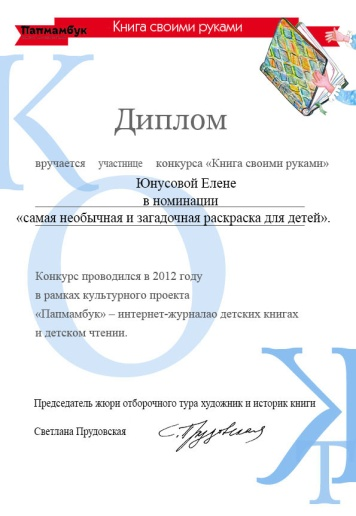 Папмамбук
Книга своими руками
Диплом
вручается участнице конкурса «Книга своими руками»
Юнусовой Елене
в номинации
«самая необычная и загадочная раскраска для детей».
Конкурс проводился в 2012 году
в рамках культурного проекта
«Папмамбук» – интернет-журналао детских книгах
и детском чтении.
Председатель жюри отборочного тура художник и историк книги
Светлана Прудовская
С. Прудовская
К
О
Ж
Р